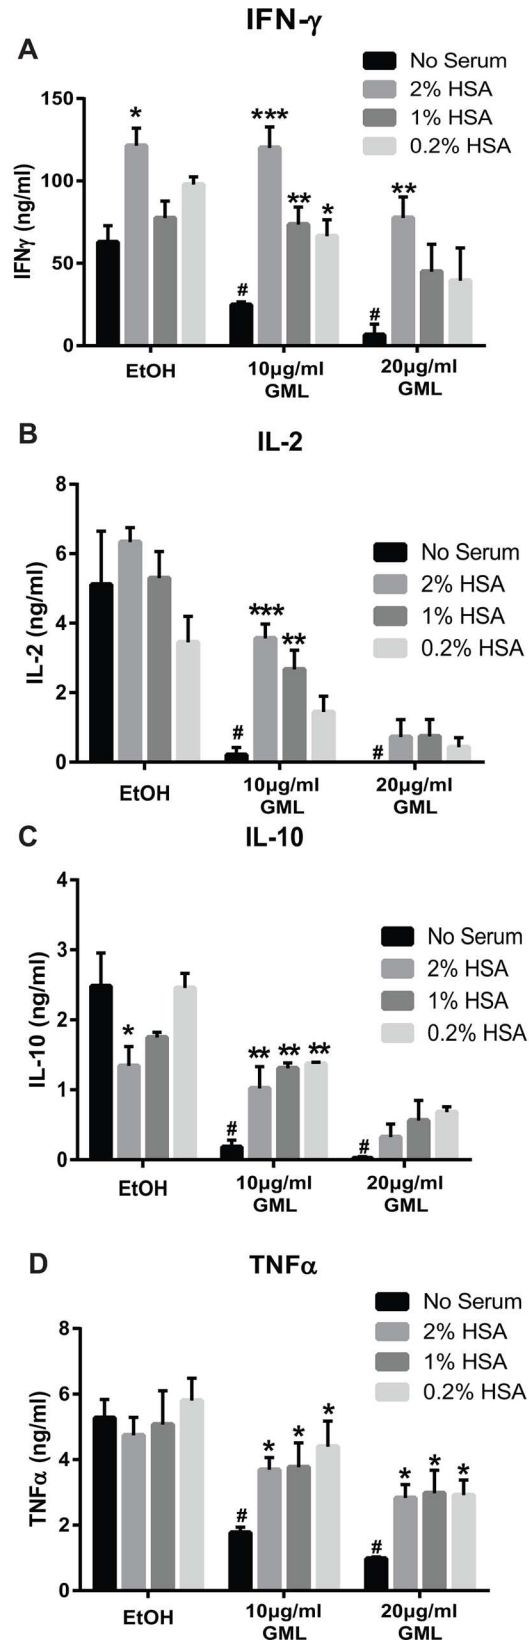 IFN-γ
A
No Serum
2% HSA
1% HSA
0.2% HSA
IFNγ (ng/ml)
150
100
50
0
*
***
**
*
**
#
#
EtOH
10µg/ml
GML
20µg/ml
GML
B
IL-2
No Serum
2% HSA
1% HSA
0.2% HSA
IL-2 (ng/ml)
8
6
4
2
0
***
**
#
#
EtOH
10µg/ml
GML
20µg/ml
GML
C
IL-10
No Serum
2% HSA
1% HSA
0.2% HSA
IL-10 (ng/ml)
4
3
2
1
0
*
**
**
**
#
#
EtOH
10µg/ml
GML
20µg/ml
GML
D
TNFα
No Serum
2% HSA
1% HSA
0.2% HSA
TNFα (ng/ml)
8
6
4
2
0
*
*
*
*
*
*
#
#
EtOH
10µg/ml
GML
20µg/ml
GML